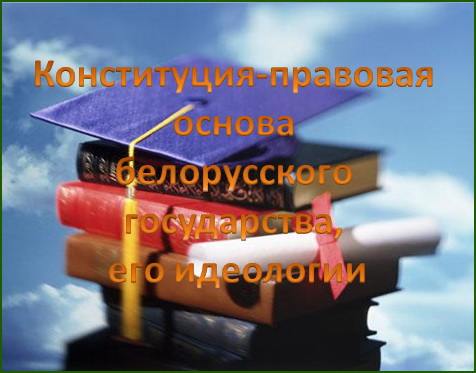 Конституция-правовая
основа
белорусского
государства,
его идеологии